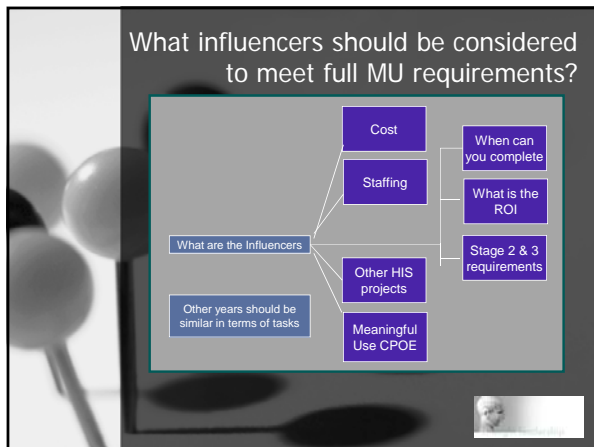 What influencers should be considered
to meet full MU requirements?
Cost
Staffing
What are the Influencers
Other years should be
similar in terms of tasks
Other HIS
projects
Meaningful
Use CPOE
When can
you complete
What is the
ROI
Stage 2 & 3
requirements